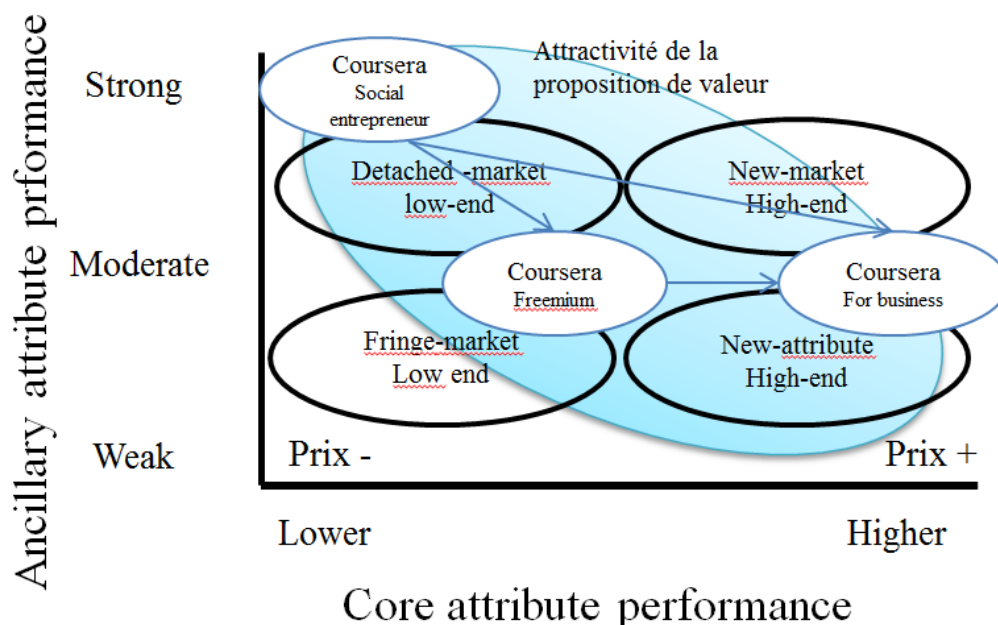 Ancillary attribute prformance
Strong
Moderate
Weak
Attractivité de la
proposition de valeur
Coursera
Social
entrepreneur
Detached -market
low-end
New-market
High-end
Coursera
Freemium
Coursera
For business
Fringe-market
Low end
New-attribute
High-end
Prix -
Prix +
Lower
Higher
Core attribute performance